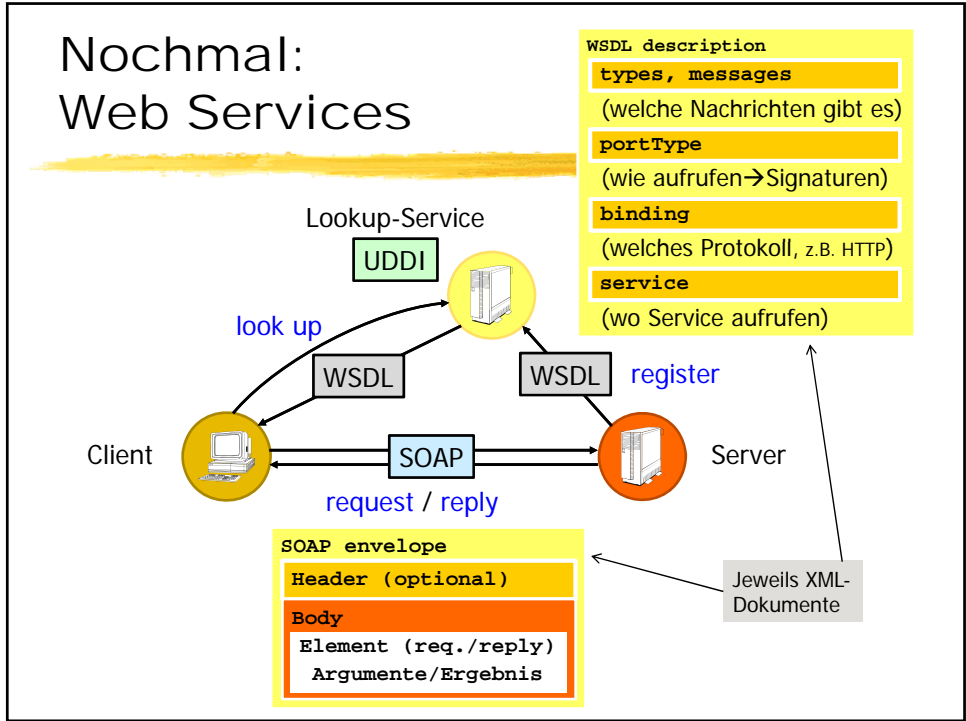 Nochmal:
Web Services
WSDL description
types, messages
(welche Nachrichten gibt es)
portType
(wie aufrufen→Signaturen)
binding
(welches Protokoll, z.B. HTTP)
service
(wo Service aufrufen)
Lookup-Service
UDDI
look up
WSDL
WSDL
register
Client
SOAP
Server
request / reply
SOAP envelope
Header (optional)
Body
Element (req./reply)
Argumente/Ergebnis
Jeweils XML-
Dokumente